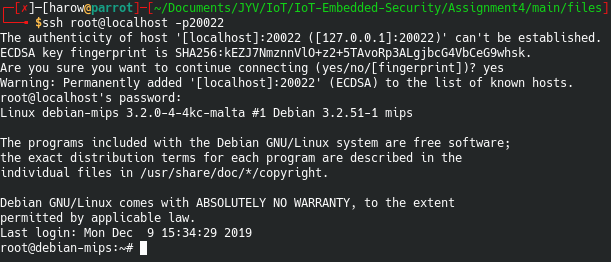 [✗]─[harow@parrot]─[~/Documents/JYV/IoT/IoT-Embedded-Security/Assignment4/main/files]
$ssh root@localhost -p20022
The authenticity of host '[localhost]:20022 ([127.0.0.1]:20022)' can't be established.
ECDSA key fingerprint is SHA256:kEZJ7NmznnVlO+z2+5TAvoRp3ALgjbcG4VbCeG9whsk.
Are you sure you want to continue connecting (yes/no/[fingerprint])? yes
Warning: Permanently added '[localhost]:20022' (ECDSA) to the list of known hosts.
root@localhost's password:
Linux debian-mips 3.2.0-4-4kc-malta #1 Debian 3.2.51-1 mips
The programs included with the Debian GNU/Linux system are free software;
the exact distribution terms for each program are described in the
individual files in /usr/share/doc/*/copyright.
Debian GNU/Linux comes with ABSOLUTELY NO WARRANTY, to the extent
permitted by applicable law.
Last login: Mon Dec  9 15:34:29 2019
root@debian-mips:~#